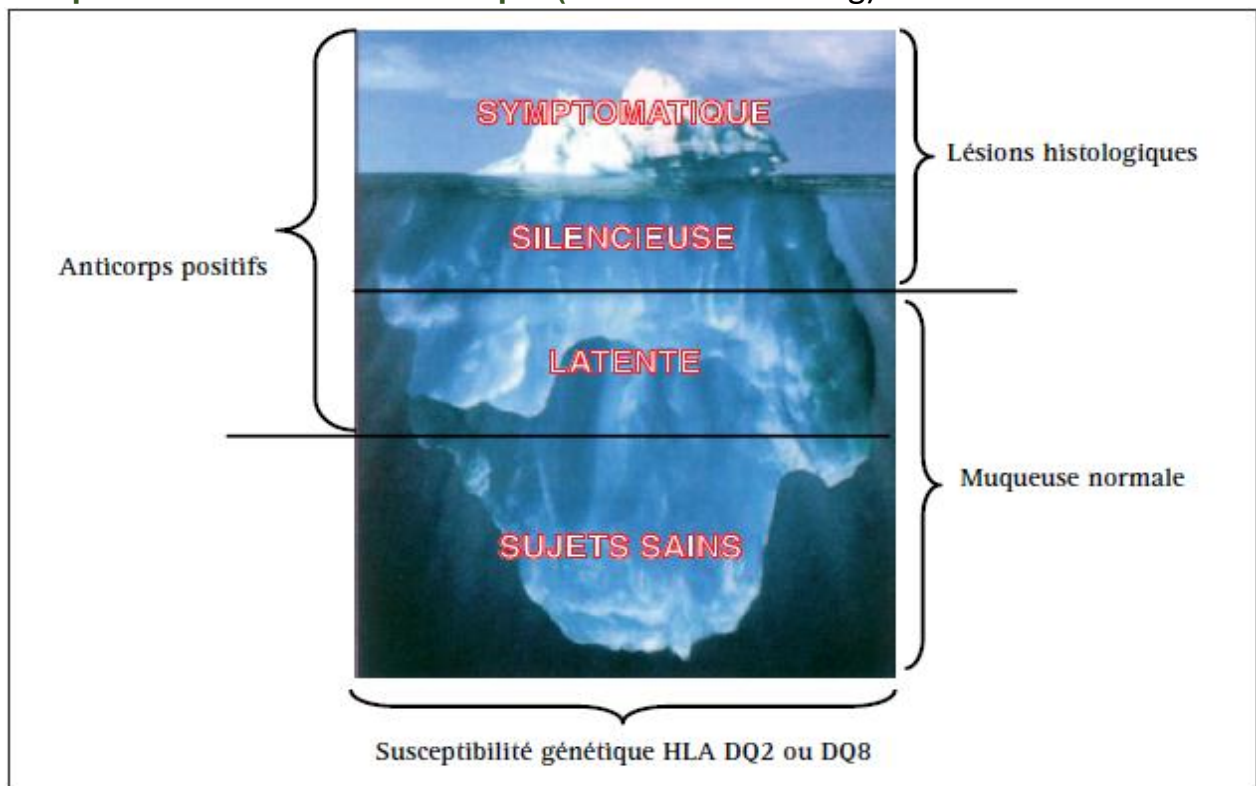 SYMPTOMATIQUE
Lésions histologiques
SILENCIEUSE
Anticorps positifs
LATENTE
Muqueuse normale
SUJETS SAINS
Susceptibilité génétique HLA DQ2 ou DQ8